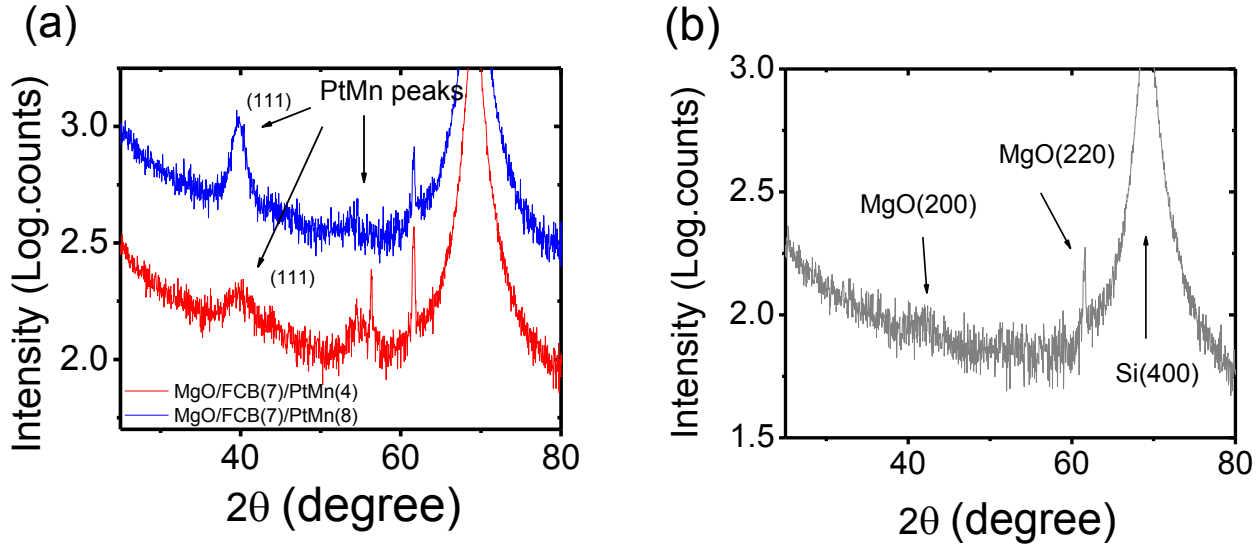 (a)
Intensity (Log.counts)
3.0
2.5
2.0
40
60
80
2θ (degree)
(111)
PtMn peaks
(111)
MgO/FCB(7)/PtMn(4)
MgO/FCB(7)/PtMn(8)
(b)
Intensity (Log.counts)
3.0
2.5
2.0
1.5
40
60
80
2θ (degree)
MgO(200)
MgO(220)
Si(400)